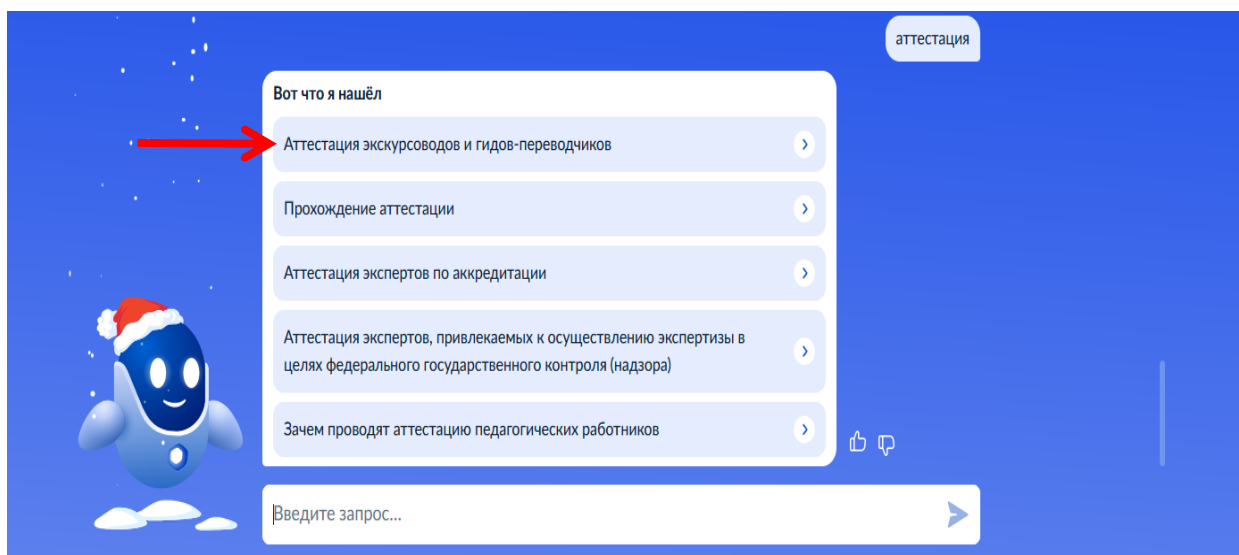 аттестация
Вот что я нашёл
Аттестация экскурсоводов и гидов-переводчиков
Прохождение аттестации
Аттестация экспертов по аккредитации
Аттестация экспертов, привлекаемых к осуществлению экспертизы в
целях федерального государственного контроля (надзора)
Зачем проводят аттестацию педагогических работников
Введите запрос...